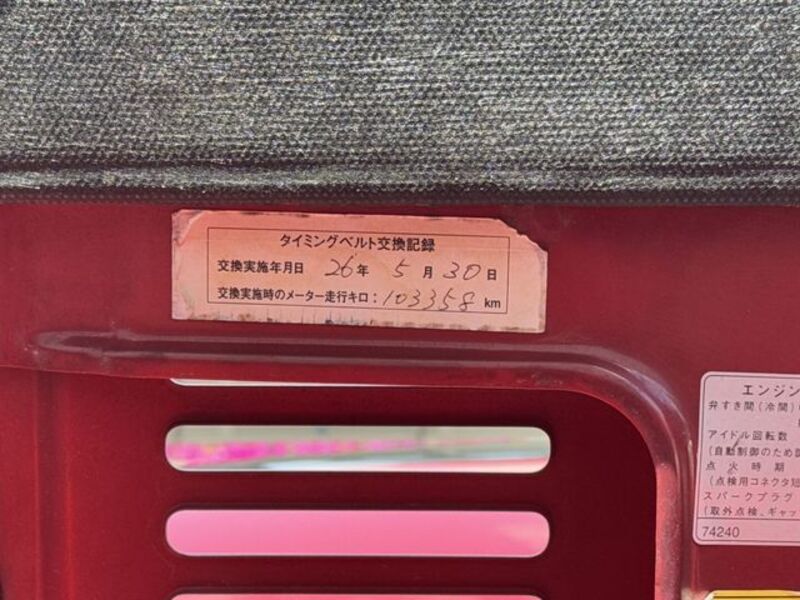 タイミングベルト交換記録
交換実施年月日 26年 5月 30日
交換実施時のメーター走行キロ：103358 km
エンジン
弁すき間(冷間)
アイドル回転数
(自動制御のため
点火時期
(点検用コネクタ短
スパークプラグ
(取外点検、ギャッ
74240